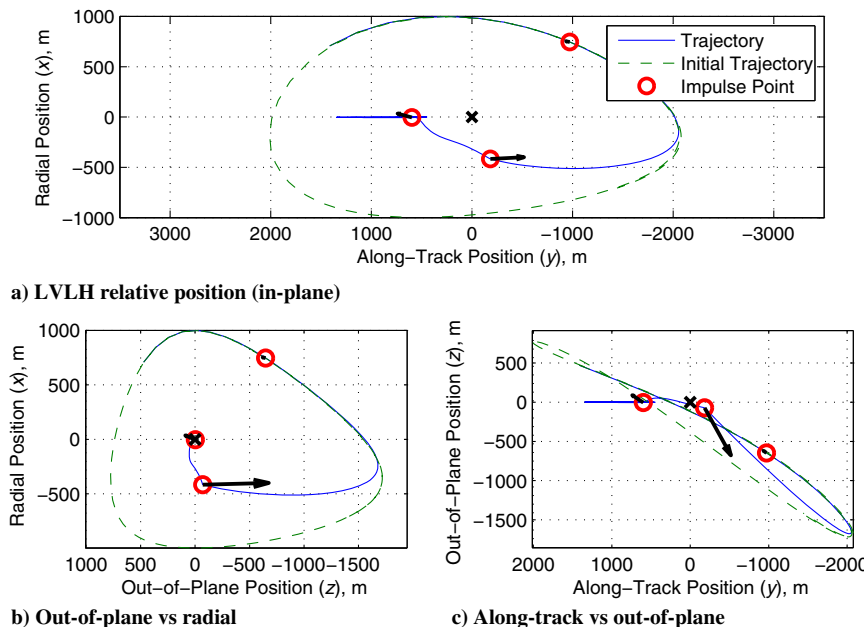 1000
500
0
−500
−1000
Radial Position (x), m
3000
2000
1000
0
−1000
−2000
−3000
Along−Track Position (y), m
Trajectory
Initial Trajectory
Impulse Point
a) LVLH relative position (in-plane)
1000
500
0
−500
Radial Position (x), m
1000
500
0
−500
−1000
−1500
Out−of−Plane Position (z), m
b) Out-of-plane vs radial
500
0
−500
−1000
−1500
Out−of−Plane Position (z), m
2000
1000
0
−1000
−2000
Along−Track Position (y), m
c) Along-track vs out-of-plane